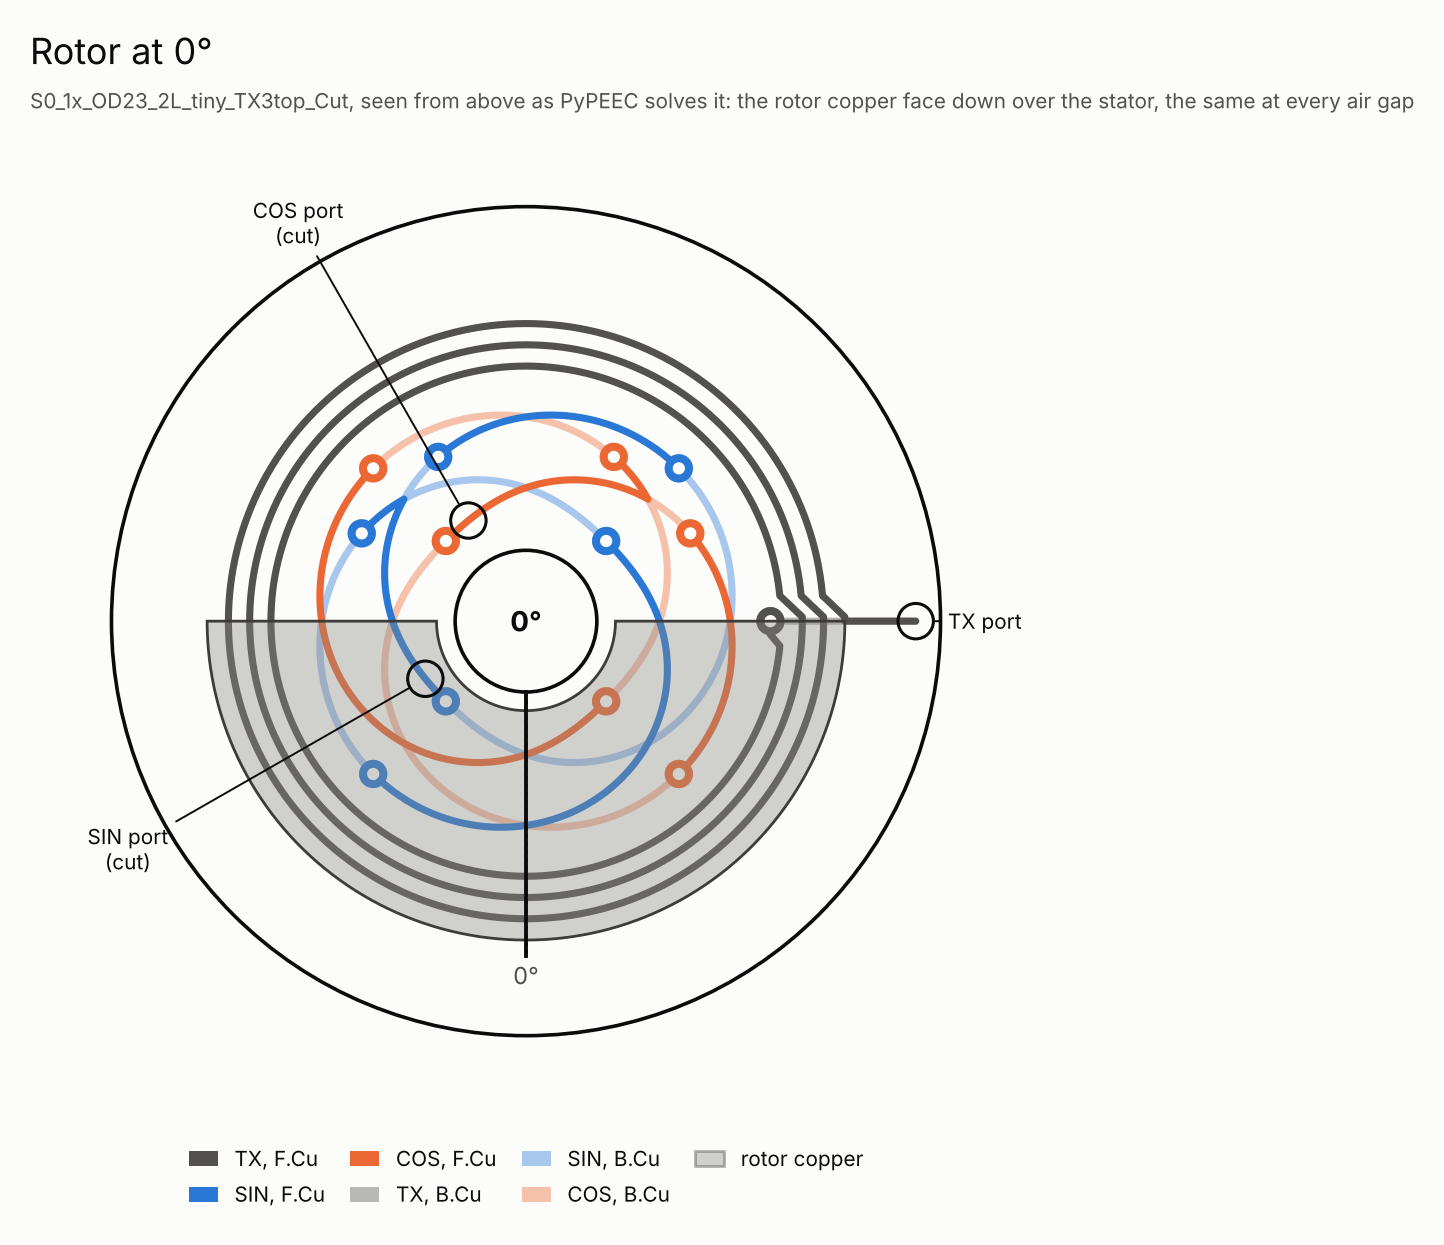 Rotor at 0°
S0_1x_OD23_2L_tiny_TX3top_Cut, seen from above as PyPEEC solves it: the rotor copper face down over the stator, the same at every air gap
COS port
(cut)
0°
TX port
SIN port
(cut)
0°
TX, F.Cu
COS, F.Cu
SIN, B.Cu
rotor copper
SIN, F.Cu
TX, B.Cu
COS, B.Cu